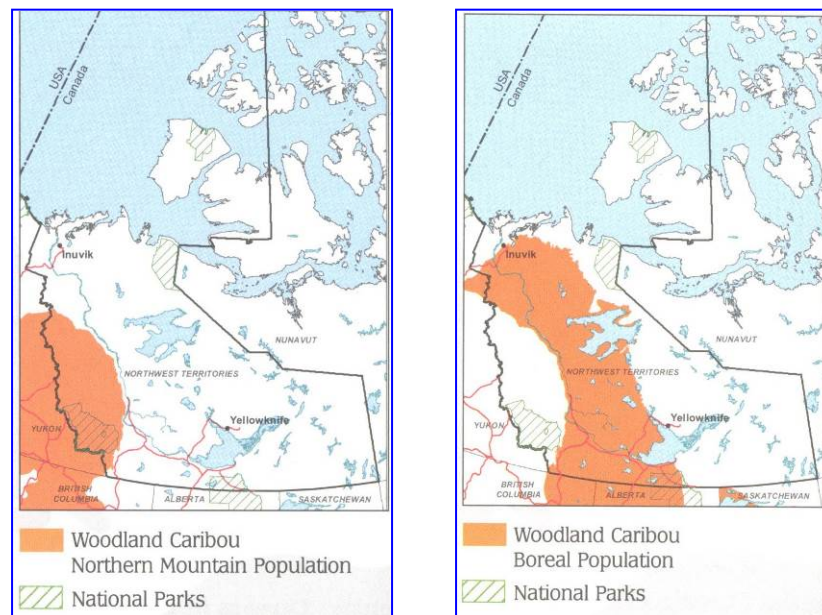 USA
Canada
Inuvik
NUNAVUT
NORTHWEST TERRITORIES
Yellowknife
YUKON
BRITISH
COLUMBIA
ALBERTA
SASKATCHEWAN
Woodland Caribou
Northern Mountain Population
National Parks
USA
Canada
Inuvik
NUNAVUT
NORTHWEST TERRITORIES
Yellowknife
YUKON
BRITISH
COLUMBIA
ALBERTA
SASKATCHEWAN
Woodland Caribou
Boreal Population
National Parks